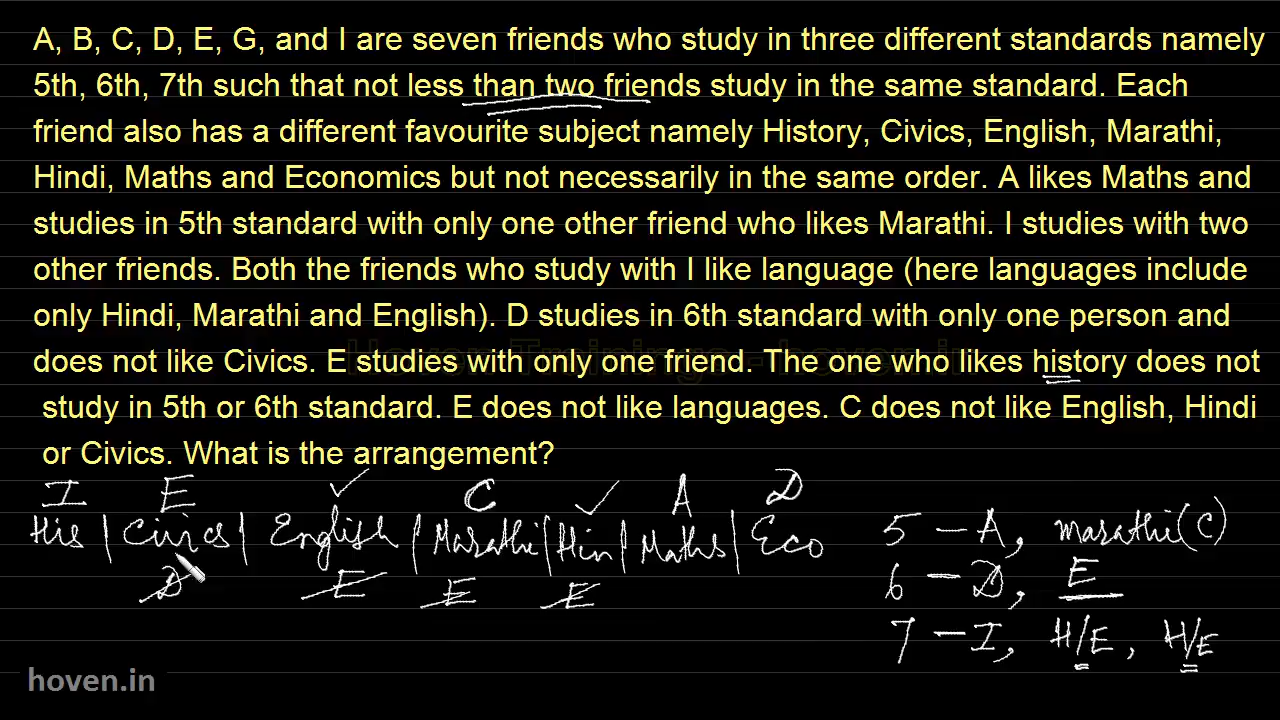 A, B, C, D, E, G, and I are seven friends who study in three different standards namely
5th, 6th, 7th such that not less than two friends study in the same standard. Each
friend also has a different favourite subject namely History, Civics, English, Marathi,
Hindi, Maths and Economics but not necessarily in the same order. A likes Maths and
studies in 5th standard with only one other friend who likes Marathi. I studies with two
other friends. Both the friends who study with I like language (here languages include
only Hindi, Marathi and English). D studies in 6th standard with only one person and
does not like Civics. E studies with only one friend. The one who likes history does not
study in 5th or 6th standard. E does not like languages. C does not like English, Hindi
or Civics. What is the arrangement?
I E ✓ C ✓ A D
His | Civics | English | Marathi | Hin | Maths | Eco
D E E E
5 - A, marathi (C)
6 - D, E
7 - I, H/E, H/E
hoven.in